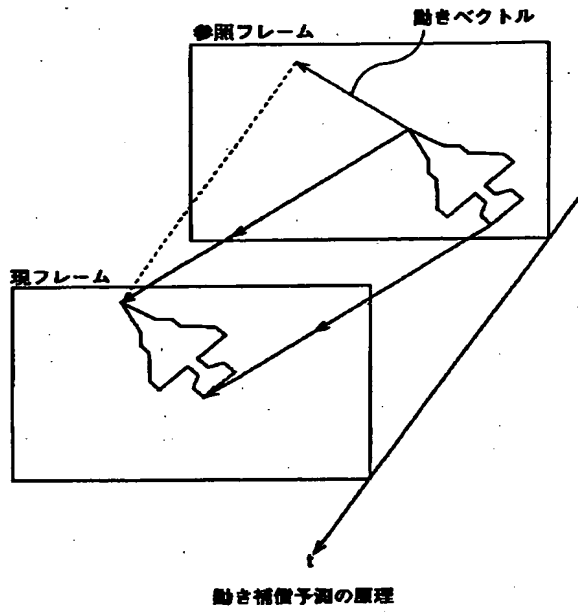 動きベクトル
参照フレーム
現フレーム
t
動き補償予測の原理